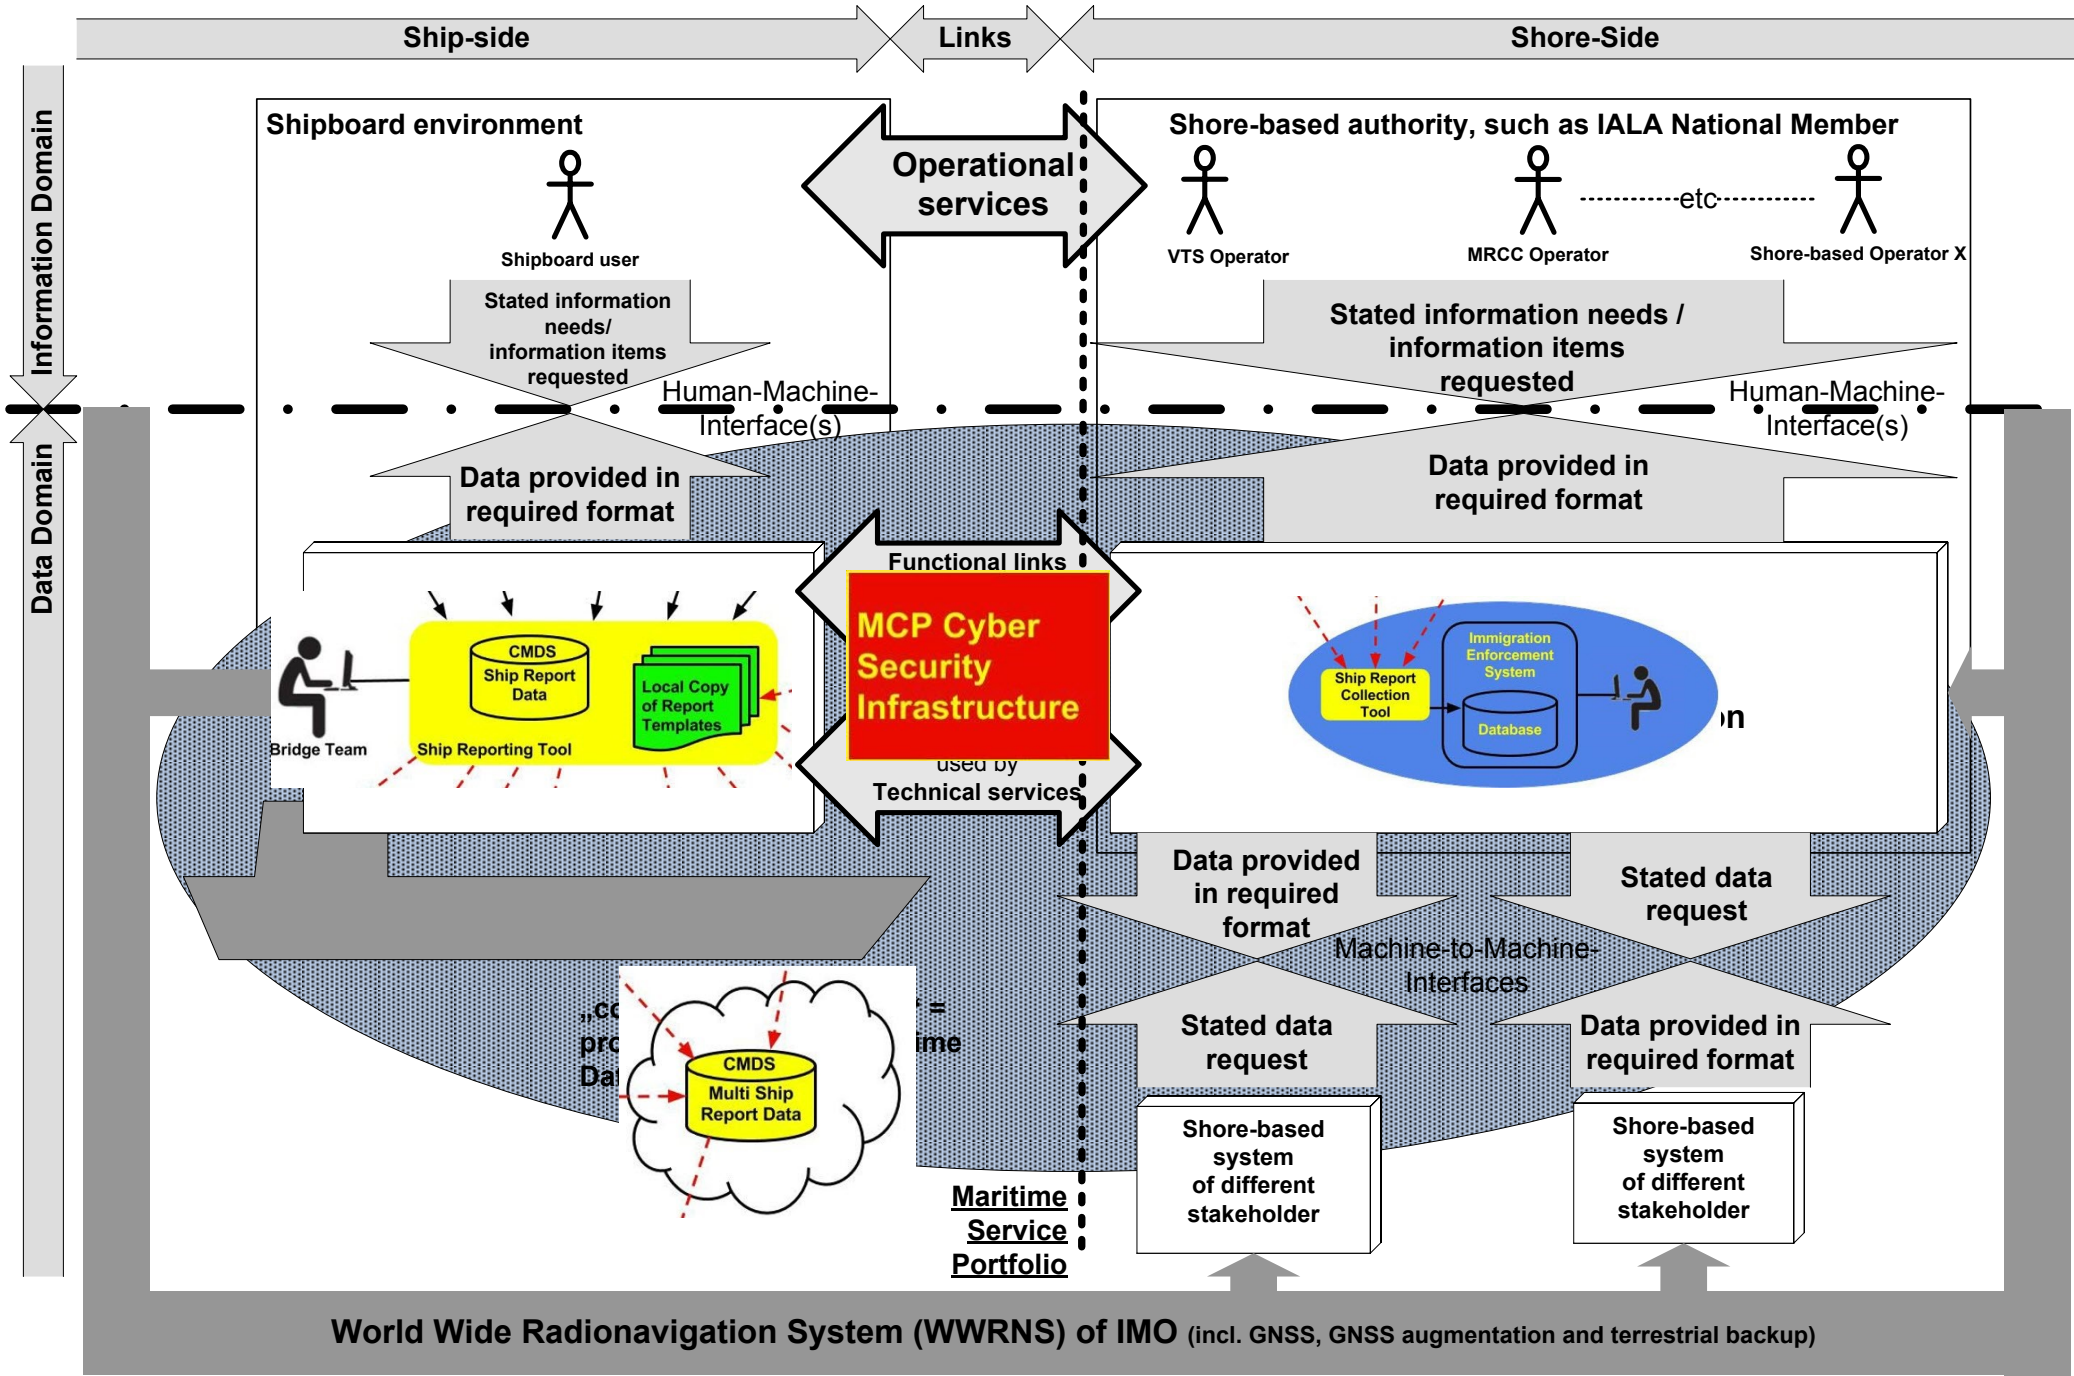 Ship-side
Links
Shore-Side
Information Domain
Data Domain
Shipboard environment
Shipboard user
Operational
services
Shore-based authority, such as IALA National Member
VTS Operator
MRCC Operator
etc
Shore-based Operator X
Stated information
needs/
information items
requested
Human-Machine-
Interface(s)
Stated information needs /
information items
requested
Human-Machine-
Interface(s)
Data provided in
required format
Data provided in
required format
Functional links
MCP Cyber
Security
Infrastructure
used by
Technical services
Bridge Team
CMDS
Ship Report
Data
Local Copy
of Report
Templates
Ship Reporting Tool
Ship Report
Collection
Tool
Immigration
Enforcement
System
Database
Data provided
in required
format
Stated data
request
Machine-to-Machine-
Interfaces
Stated data
request
Data provided in
required format
=
CMDS
Multi Ship
Report Data
Shore-based
system
of different
stakeholder
Shore-based
system
of different
stakeholder
Maritime
Service
Portfolio
World Wide Radionavigation System (WWRNS) of IMO (incl. GNSS, GNSS augmentation and terrestrial backup)